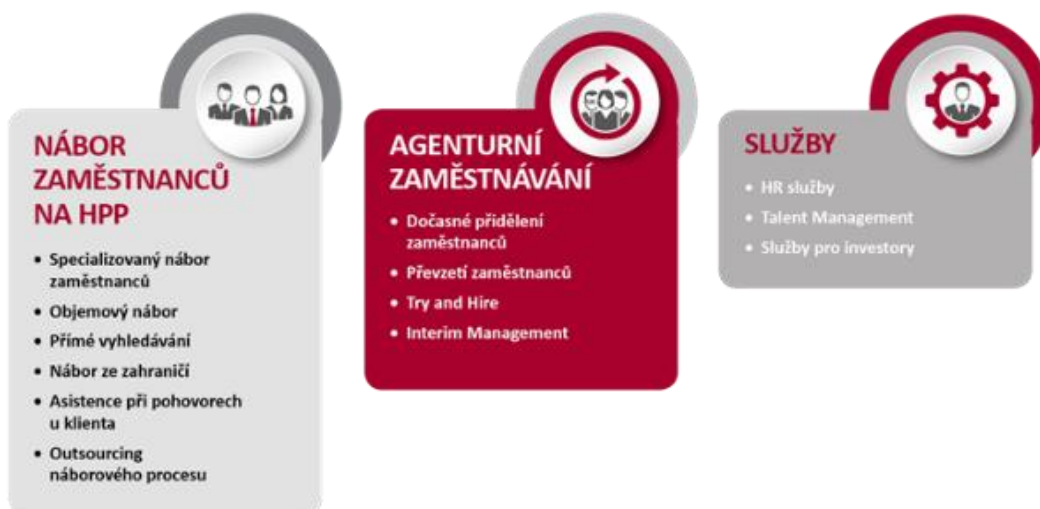 NÁBOR
ZAMĚSTNANCŮ
NA HPP
• Specializovaný nábor
zaměstnanců
• Objemový nábor
• Přímé vyhledávání
• Nábor ze zahraničí
• Asistence při pohovorech
u klienta
• Outsourcing
náborového procesu
AGENTURNÍ
ZAMĚSTNÁVÁNÍ
• Dočasné přidělení
zaměstnanců
• Převzetí zaměstnanců
• Try and Hire
• Interim Management
SLUŽBY
• HR služby
• Talent Management
• Služby pro investory